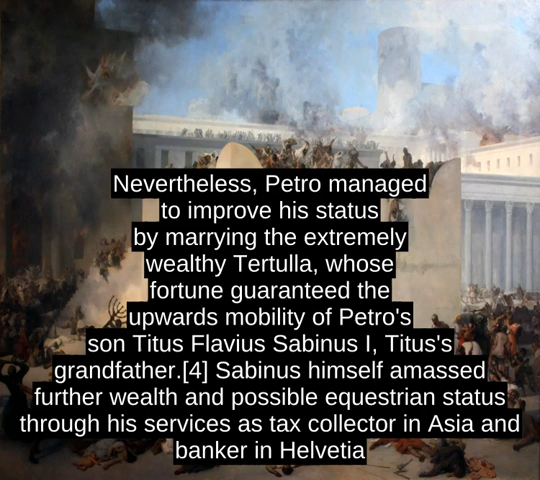 Nevertheless, Petro managed
to improve his status
by marrying the extremely
wealthy Tertulla, whose
fortune guaranteed the
upwards mobility of Petro's
son Titus Flavius Sabinus I, Titus's
grandfather.[4] Sabinus himself amassed
further wealth and possible equestrian status
through his services as tax collector in Asia and
banker in Helvetia